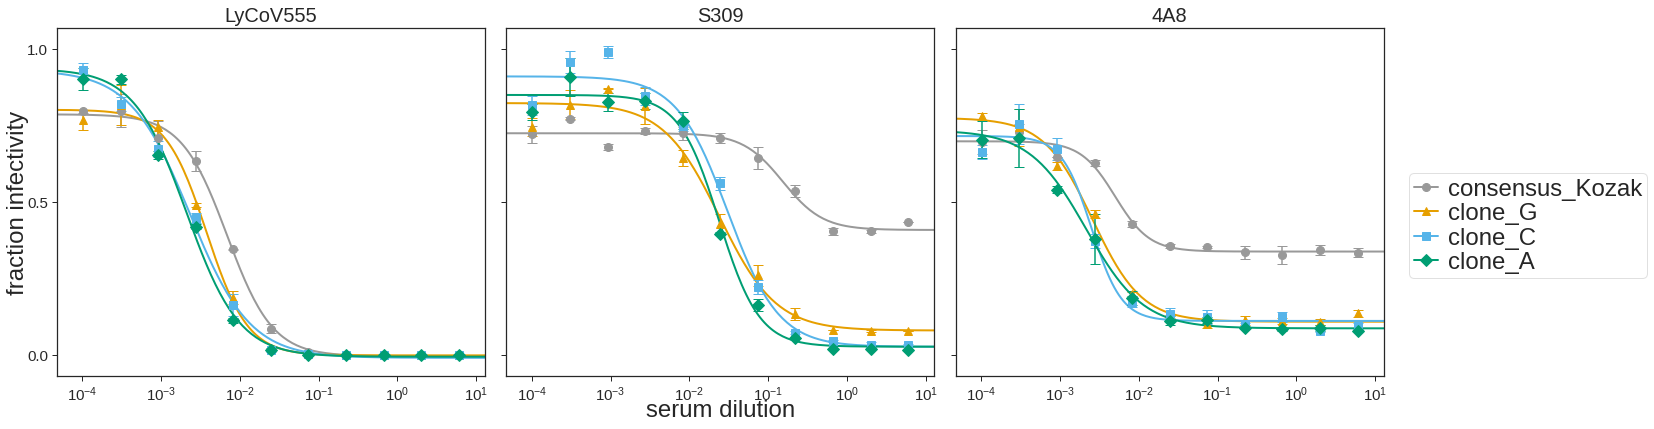 LyCoV555
S309
4A8
fraction infectivity
1.0
0.5
0.0
10⁻⁴ 10⁻³ 10⁻² 10⁻¹ 10⁰ 10¹
10⁻⁴ 10⁻³ 10⁻² 10⁻¹ 10⁰ 10¹
10⁻⁴ 10⁻³ 10⁻² 10⁻¹ 10⁰ 10¹
serum dilution
consensus_Kozak
clone_G
clone_C
clone_A